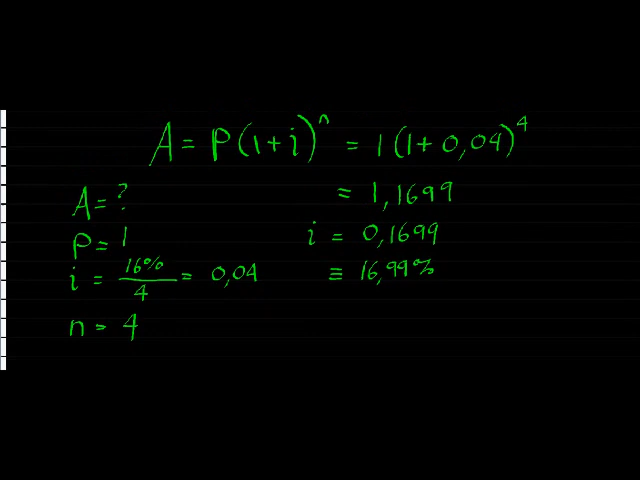 A = P(1+i)^n = 1(1+0,04)^4
= 1,1699
i = 0,1699
= 16,99%
A = ?
P = 1
i = 16%/4 = 0,04
n = 4